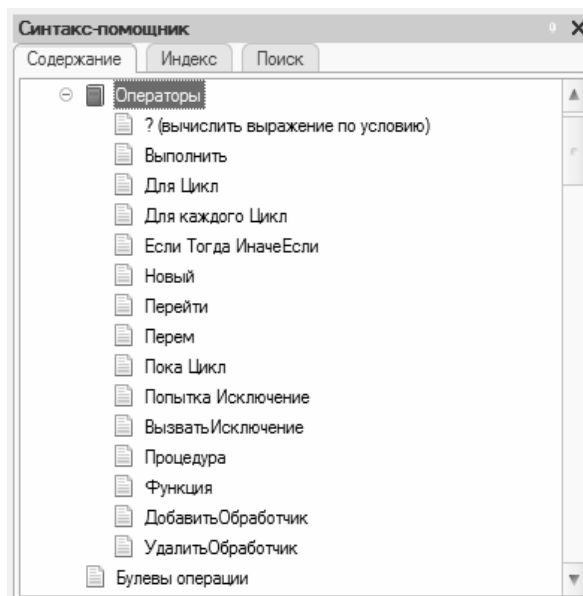 Синтакс-помощник
Содержание Индекс Поиск
Операторы
? (вычислить выражение по условию)
Выполнить
Для Цикл
Для каждого Цикл
Если Тогда ИначеЕсли
Новый
Перейти
Перем
Пока Цикл
Попытка Исключение
ВызватьИсключение
Процедура
Функция
ДобавитьОбработчик
УдалитьОбработчик
Булевы операции